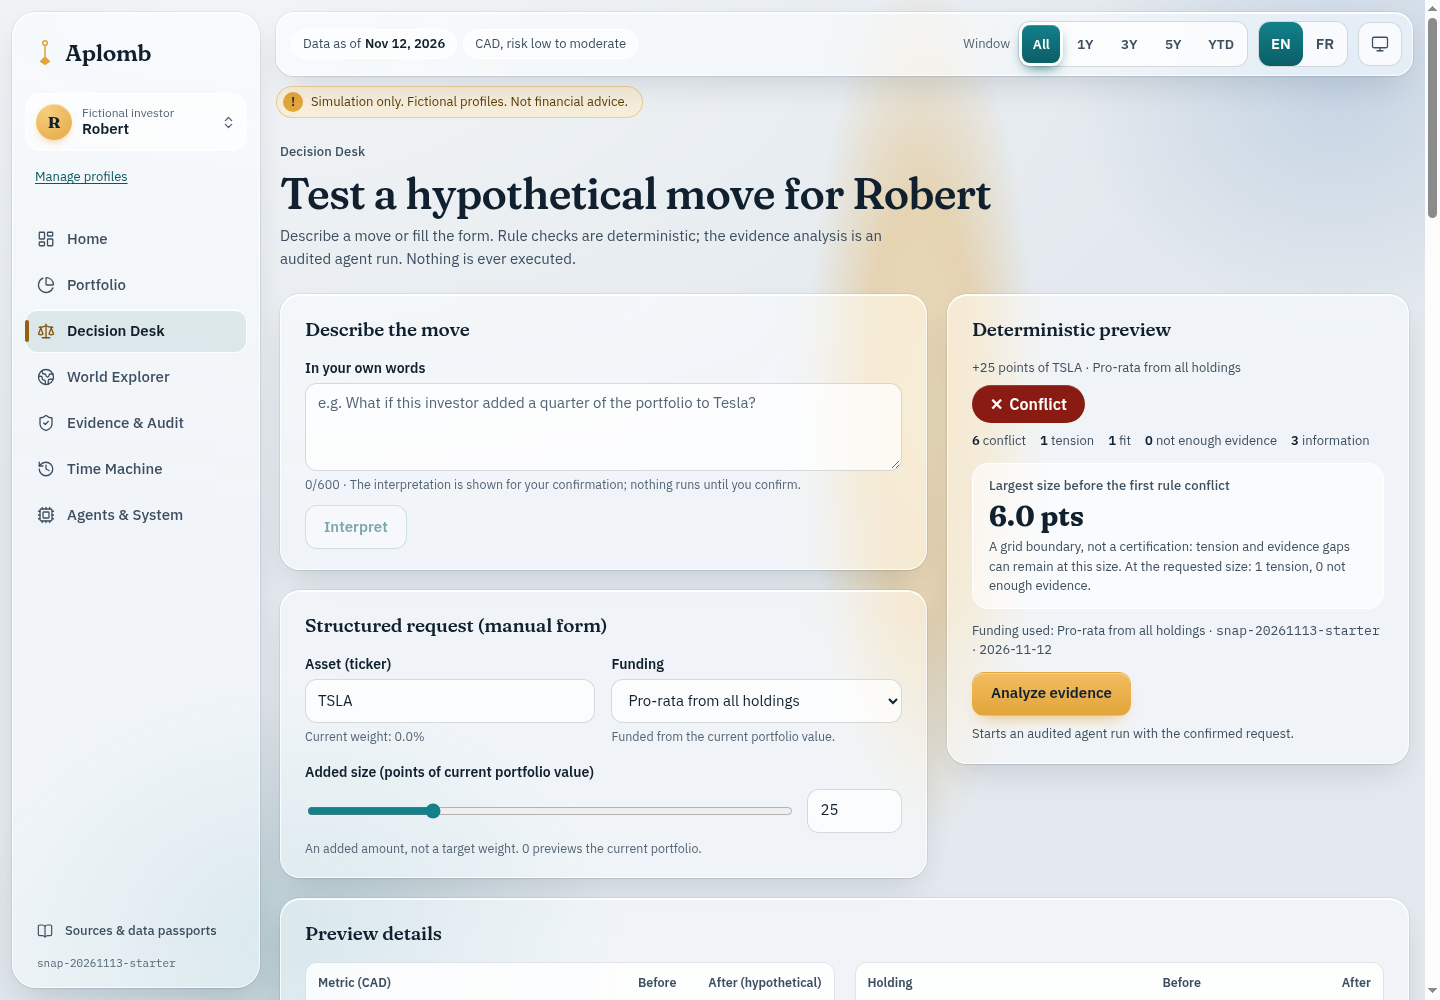 Aplomb
R
Fictional investor
Robert
Manage profiles
Home
Portfolio
Decision Desk
World Explorer
Evidence & Audit
Time Machine
Agents & System
Sources & data passports
snap-20261113-starter
Data as of Nov 12, 2026
CAD, risk low to moderate
Window
All
1Y
3Y
5Y
YTD
EN
FR
! Simulation only. Fictional profiles. Not financial advice.
Decision Desk
Test a hypothetical move for Robert
Describe a move or fill the form. Rule checks are deterministic; the evidence analysis is an
audited agent run. Nothing is ever executed.
Describe the move
In your own words
e.g. What if this investor added a quarter of the portfolio to Tesla?
0/600 · The interpretation is shown for your confirmation; nothing runs until you confirm.
Interpret
Structured request (manual form)
Asset (ticker)
Funding
TSLA
Pro-rata from all holdings
Current weight: 0.0%
Funded from the current portfolio value.
Added size (points of current portfolio value)
25
An added amount, not a target weight. 0 previews the current portfolio.
Deterministic preview
+25 points of TSLA · Pro-rata from all holdings
✕ Conflict
6 conflict 1 tension 1 fit 0 not enough evidence 3 information
Largest size before the first rule conflict
6.0 pts
A grid boundary, not a certification: tension and evidence gaps
can remain at this size. At the requested size: 1 tension, 0 not
enough evidence.
Funding used: Pro-rata from all holdings · snap-20261113-starter
· 2026-11-12
Analyze evidence
Starts an audited agent run with the confirmed request.
Preview details
Metric (CAD) Before After (hypothetical)
Holding Before After